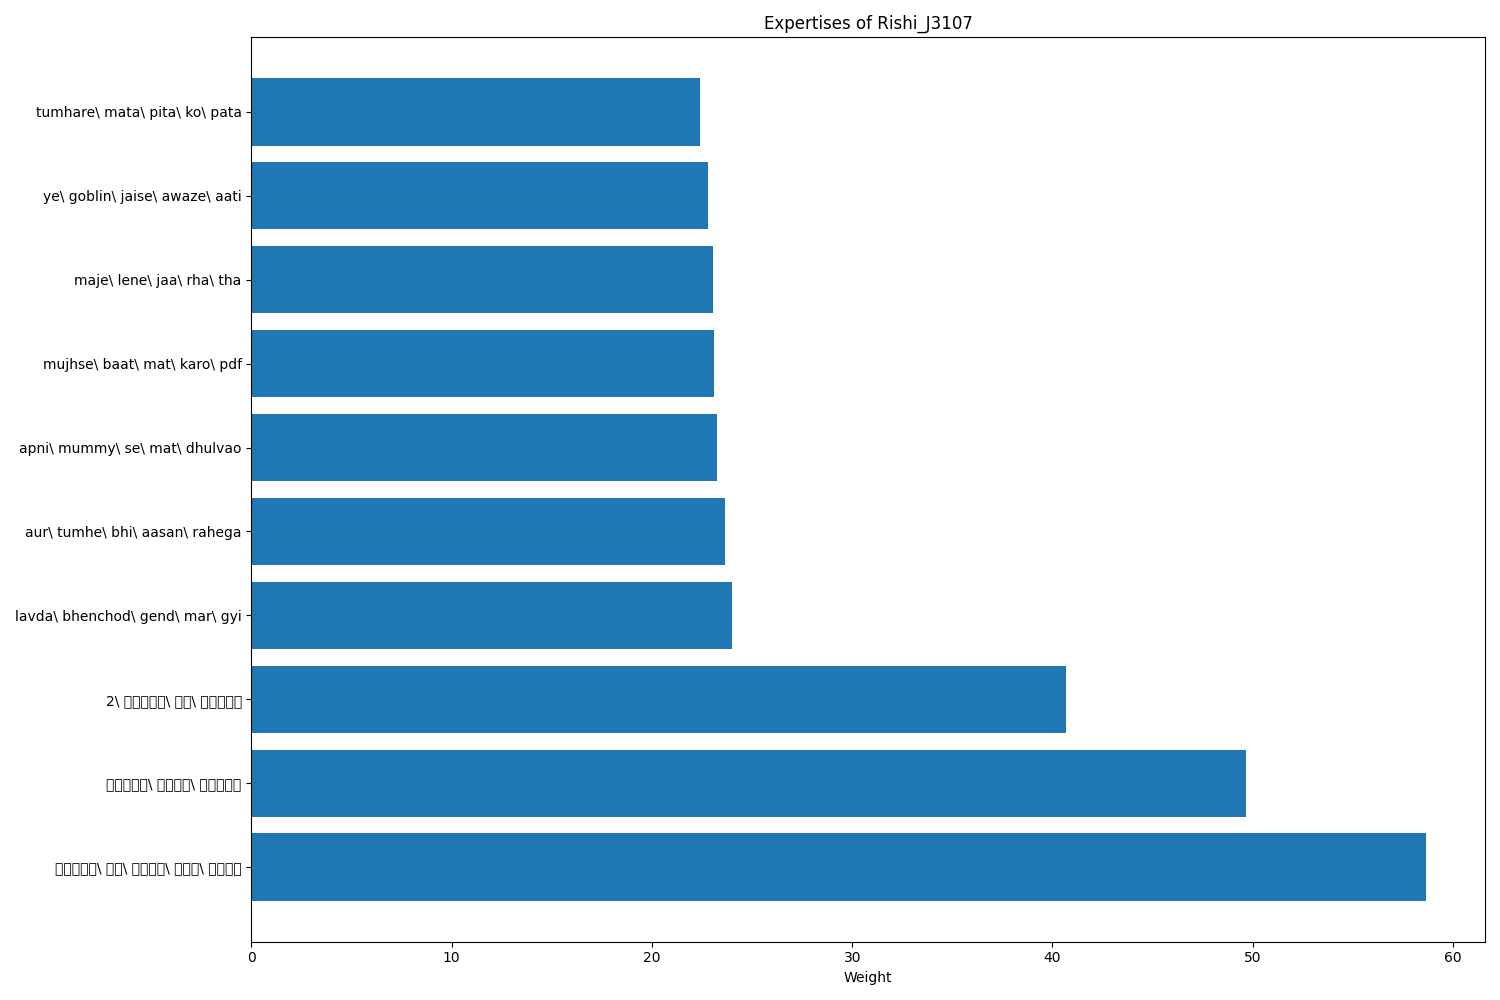 Expertises of Rishi_J3107
tumhare\ mata\ pita\ ko\ pata
ye\ goblin\ jaise\ awaze\ aati
maje\ lene\ jaa\ rha\ tha
mujhse\ baat\ mat\ karo\ pdf
apni\ mummy\ se\ mat\ dhulvao
aur\ tumhe\ bhi\ aasan\ rahega
lavda\ bhenchod\ gend\ mar\ gyi
2\
0 10 20 30 40 50 60
Weight